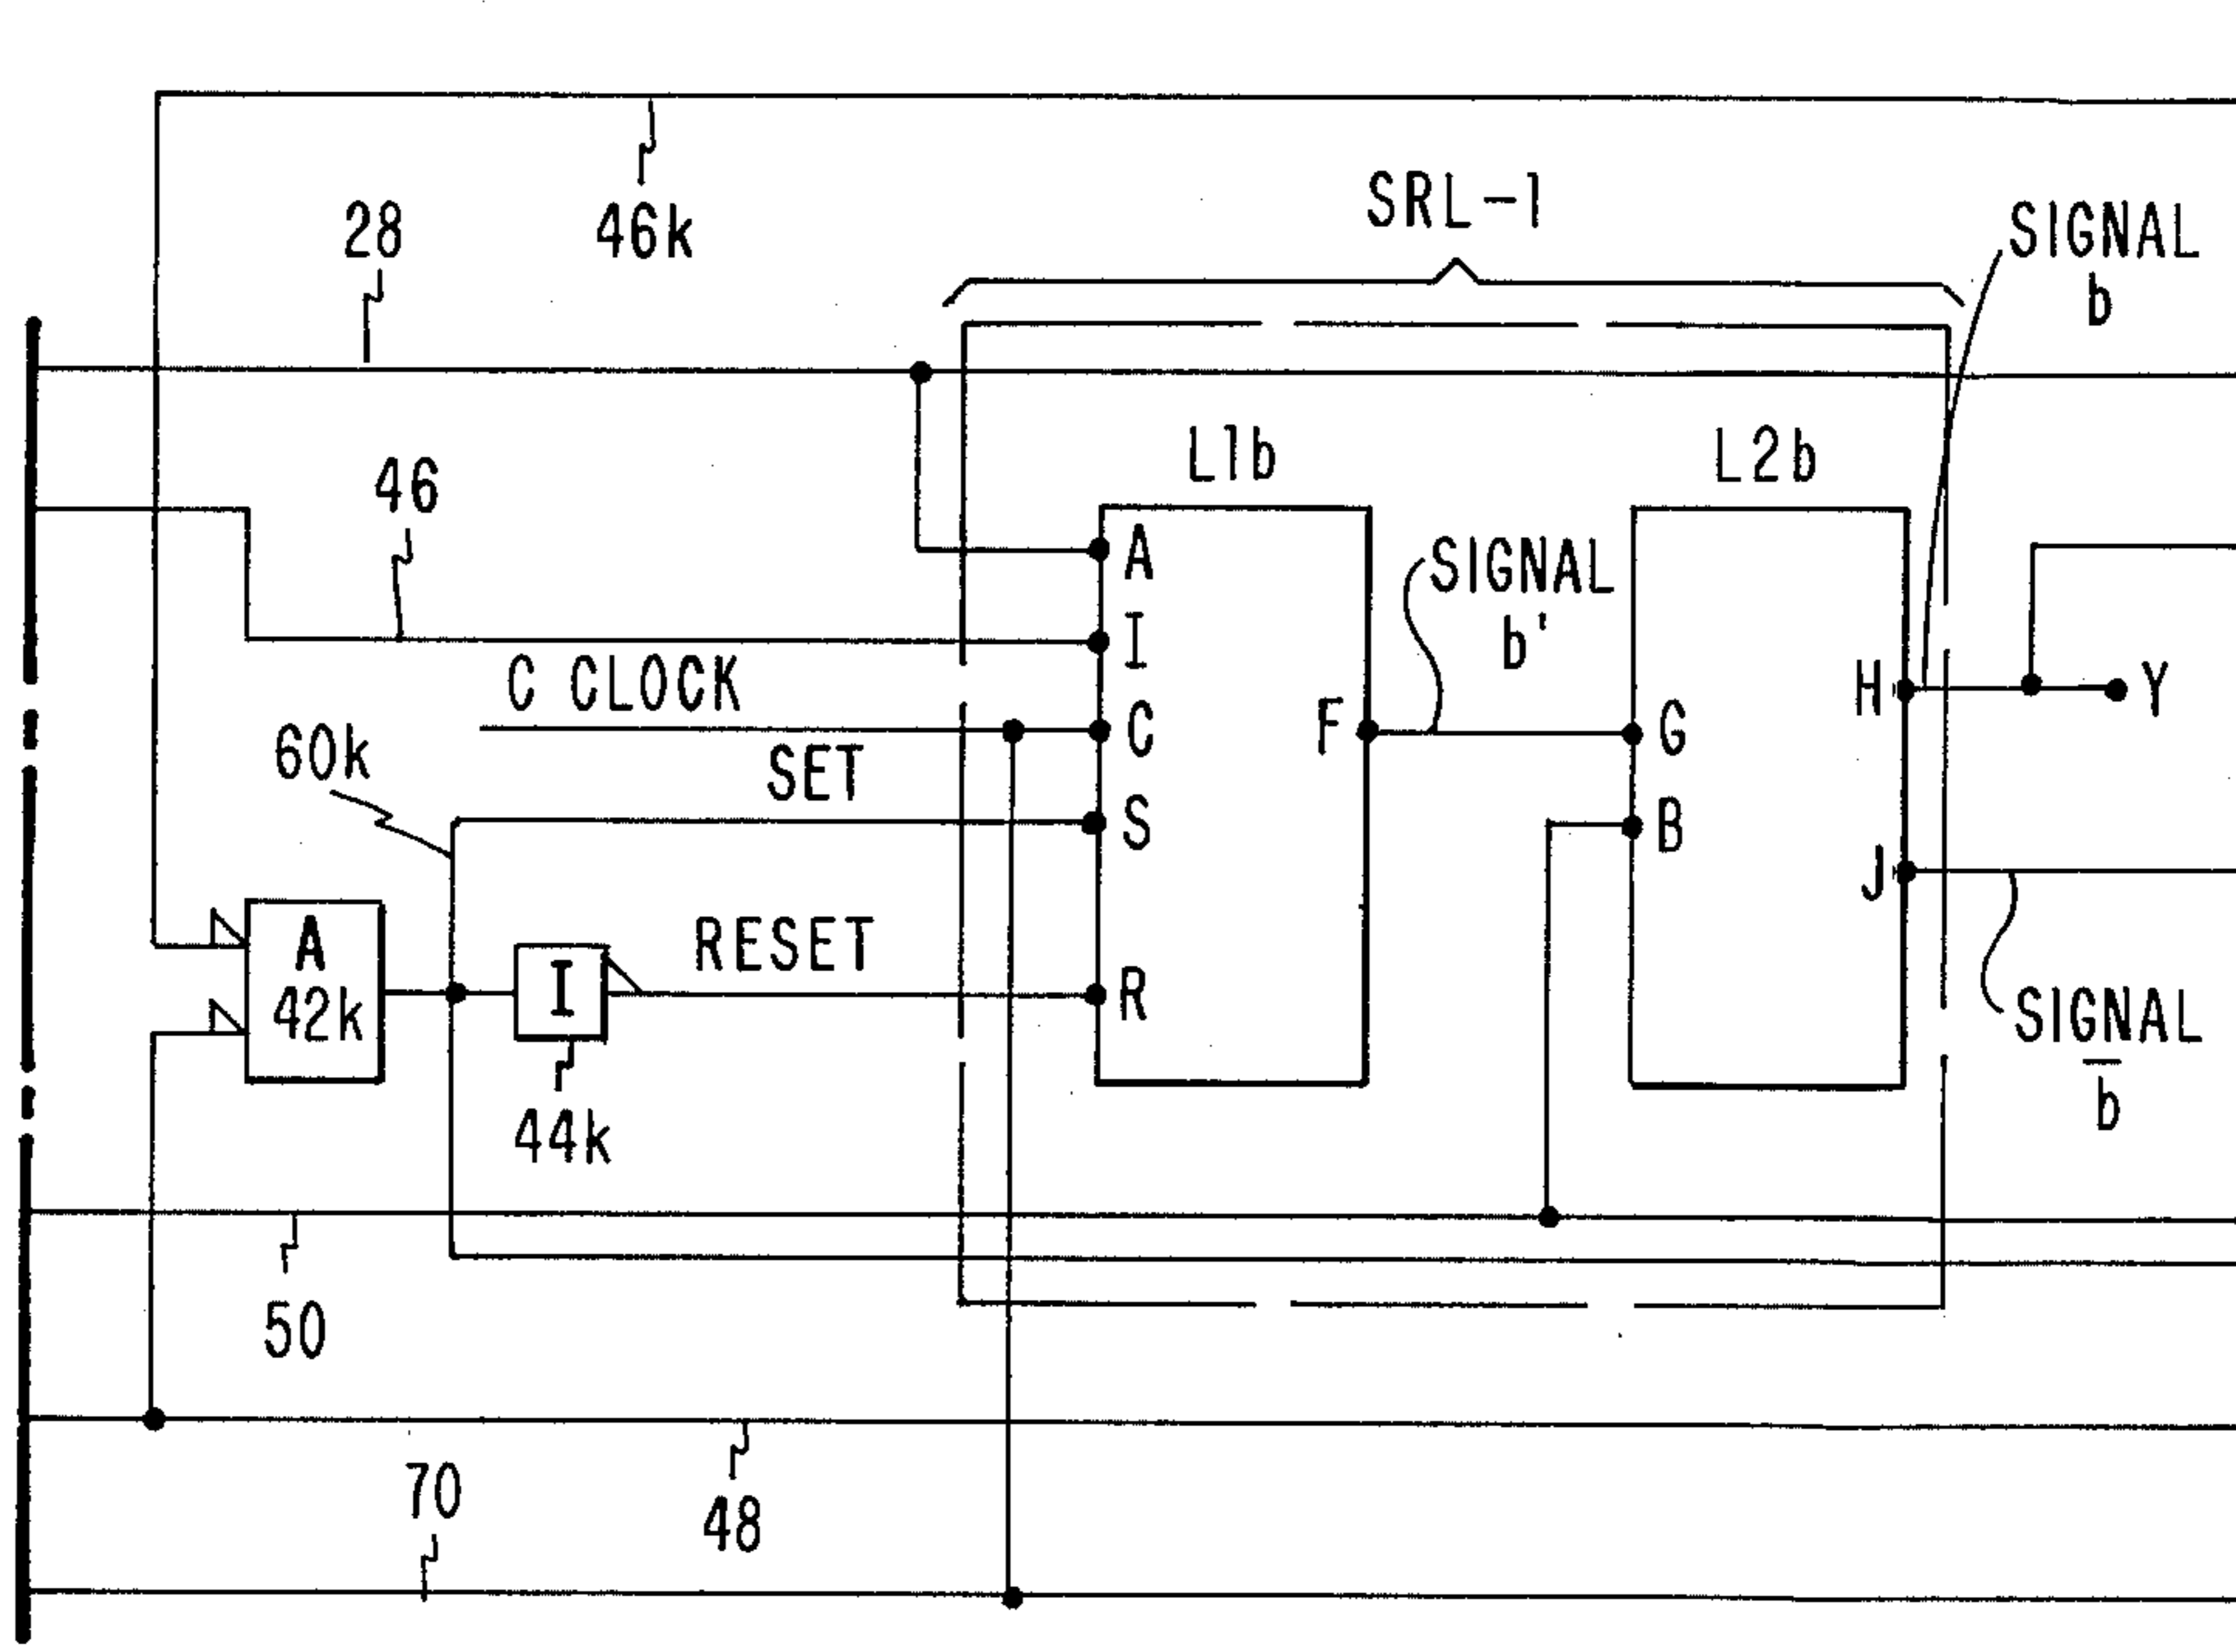 SRL-1
28
46k
SIGNAL
b
L1b
L2b
46
A
SIGNAL
b'
I
C CLOCK
H
Y
60k
C
F
G
SET
S
B
J
A
42k
I
RESET
R
SIGNAL
b̅
44k
50
70
48